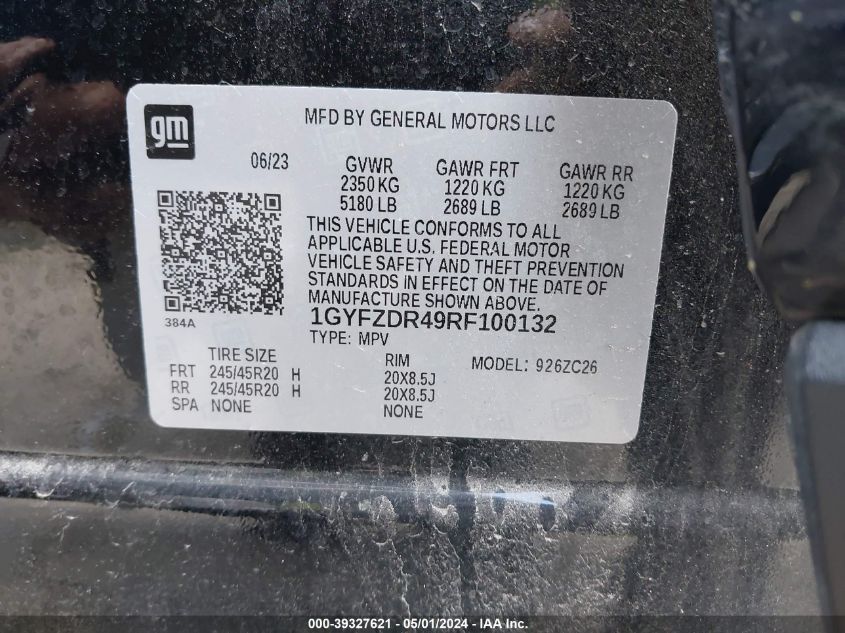 gm
MFD BY GENERAL MOTORS LLC
06/23 GVWR GAWR FRT GAWR RR
2350 KG 1220 KG 1220 KG
5180 LB 2689 LB 2689 LB
THIS VEHICLE CONFORMS TO ALL
APPLICABLE U.S. FEDERAL MOTOR
VEHICLE SAFETY AND THEFT PREVENTION
STANDARDS IN EFFECT ON THE DATE OF
MANUFACTURE SHOWN ABOVE.
384A
1GYFZDR49RF100132
TYPE: MPV
TIRE SIZE RIM MODEL: 926ZC26
FRT 245/45R20 H 20X8.5J
RR 245/45R20 H 20X8.5J
SPA NONE NONE
000-39327621 - 05/01/2024 - IAA Inc.